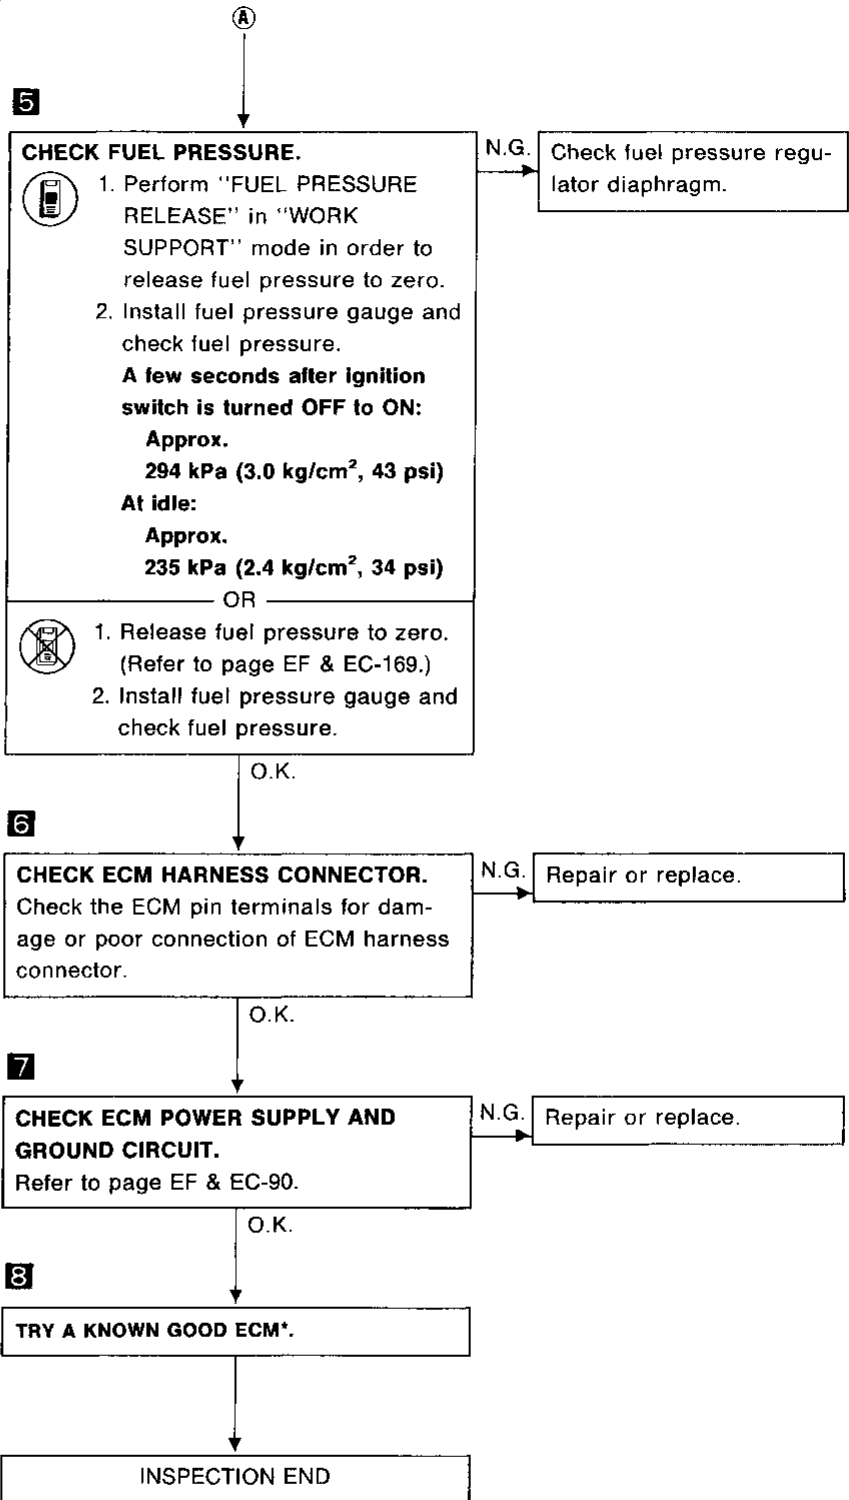 A
5
CHECK FUEL PRESSURE.
1. Perform "FUEL PRESSURE
RELEASE" in "WORK
SUPPORT" mode in order to
release fuel pressure to zero.
2. Install fuel pressure gauge and
check fuel pressure.
A few seconds after ignition
switch is turned OFF to ON:
Approx.
294 kPa (3.0 kg/cm², 43 psi)
At idle:
Approx.
235 kPa (2.4 kg/cm², 34 psi)
OR
1. Release fuel pressure to zero.
(Refer to page EF & EC-169.)
2. Install fuel pressure gauge and
check fuel pressure.
N.G.
Check fuel pressure regu-
lator diaphragm.
O.K.
6
CHECK ECM HARNESS CONNECTOR.
Check the ECM pin terminals for dam-
age or poor connection of ECM harness
connector.
N.G.
Repair or replace.
O.K.
7
CHECK ECM POWER SUPPLY AND
GROUND CIRCUIT.
Refer to page EF & EC-90.
N.G.
Repair or replace.
O.K.
8
TRY A KNOWN GOOD ECM*.
INSPECTION END